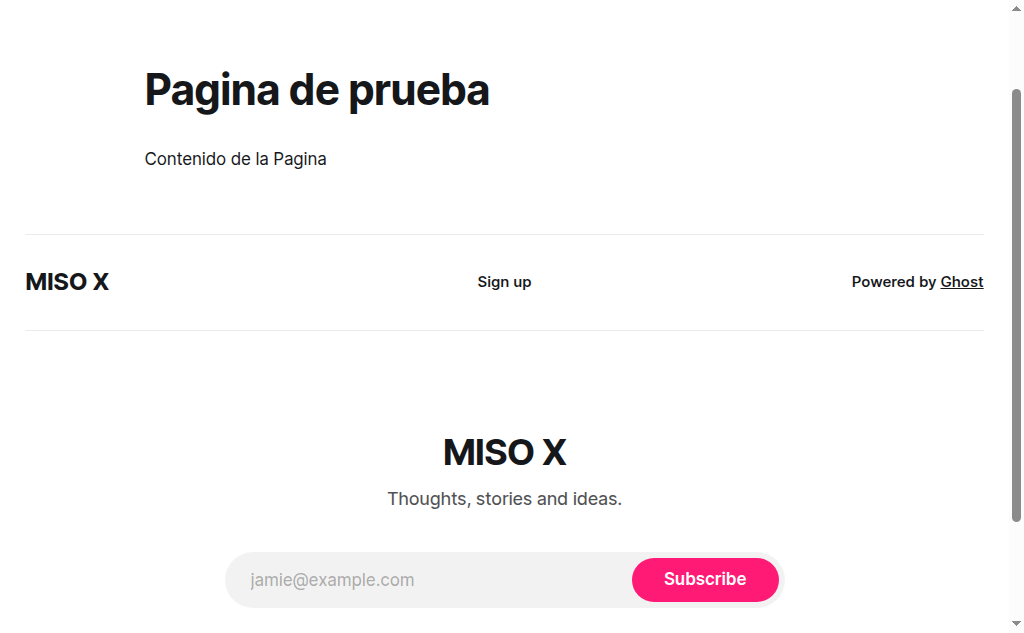 Pagina de prueba
Contenido de la Pagina
MISO X
Sign up
Powered by Ghost
MISO X
Thoughts, stories and ideas.
jamie@example.com
Subscribe